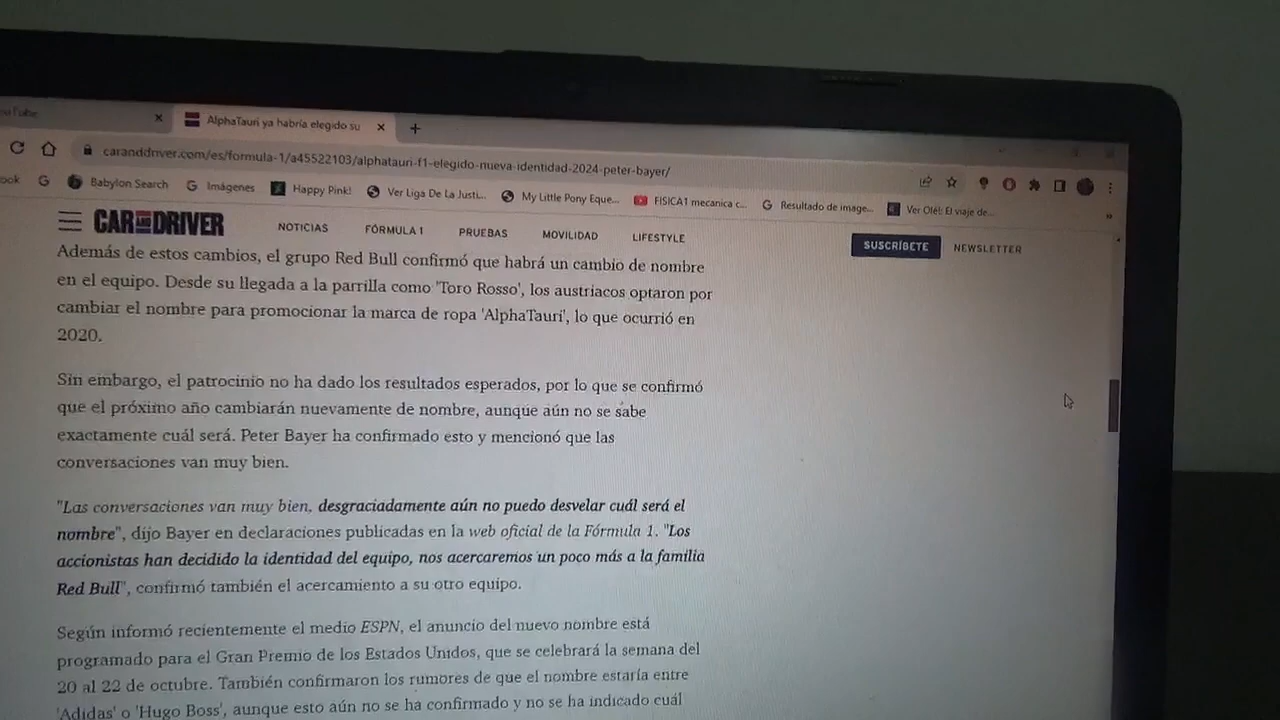 AlphaTauri ya habría elegido su
caranddriver.com/es/formula-1/a45522103/alphatauri-f1-elegido-nueva-identidad-2024-peter-bayer/
ook Babylon Search Imágenes Happy Pink! Ver Liga De La Justi... My Little Pony Eque... FISICA1 mecanica c... Resultado de image... Ver Olé!: El viaje de...
CAR AND DRIVER NOTICIAS FÓRMULA 1 PRUEBAS MOVILIDAD LIFESTYLE SUSCRÍBETE NEWSLETTER
Además de estos cambios, el grupo Red Bull confirmó que habrá un cambio de nombre
en el equipo. Desde su llegada a la parrilla como 'Toro Rosso', los austriacos optaron por
cambiar el nombre para promocionar la marca de ropa 'AlphaTauri', lo que ocurrió en
2020.
Sin embargo, el patrocinio no ha dado los resultados esperados, por lo que se confirmó
que el próximo año cambiarán nuevamente de nombre, aunque aún no se sabe
exactamente cuál será. Peter Bayer ha confirmado esto y mencionó que las
conversaciones van muy bien.
"Las conversaciones van muy bien, desgraciadamente aún no puedo desvelar cuál será el
nombre", dijo Bayer en declaraciones publicadas en la web oficial de la Fórmula 1. "Los
accionistas han decidido la identidad del equipo, nos acercaremos un poco más a la familia
Red Bull", confirmó también el acercamiento a su otro equipo.
Según informó recientemente el medio ESPN, el anuncio del nuevo nombre está
programado para el Gran Premio de los Estados Unidos, que se celebrará la semana del
20 al 22 de octubre. También confirmaron los rumores de que el nombre estaría entre
'Adidas' o 'Hugo Boss', aunque esto aún no se ha confirmado y no se ha indicado cuál